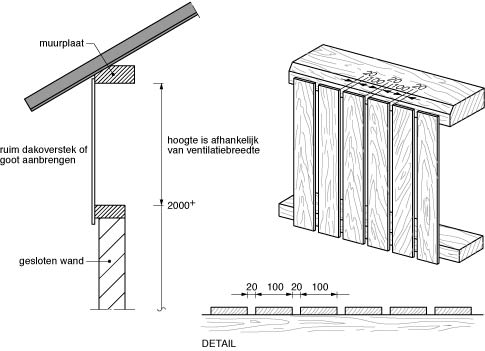 muurplaat
ruim dakoverstek of
goot aanbrengen
hoogte is afhankelijk
van ventilatiebreedte
2000+
gesloten wand
20
100
20
100
20 100 20 100
DETAIL